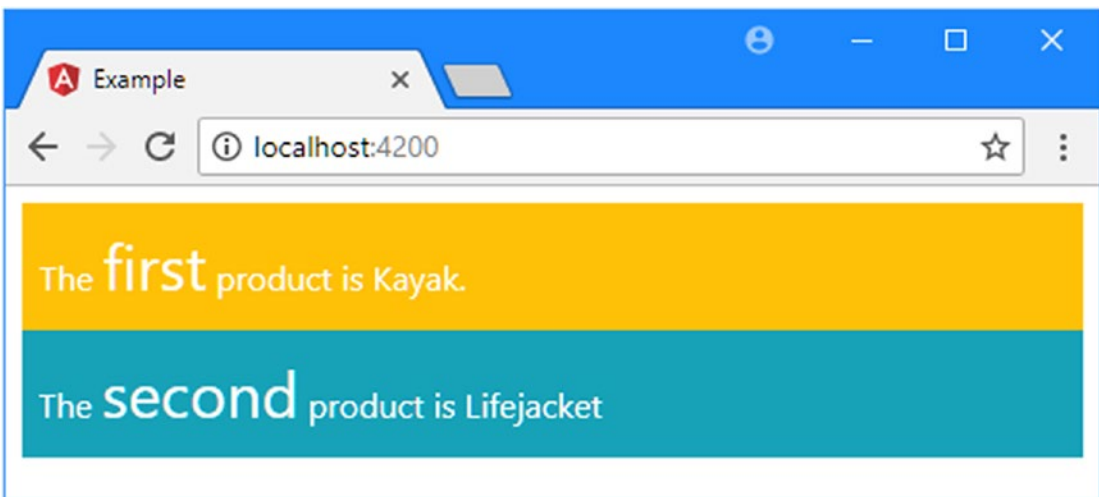 Example
localhost:4200
The first product is Kayak.
The second product is Lifejacket